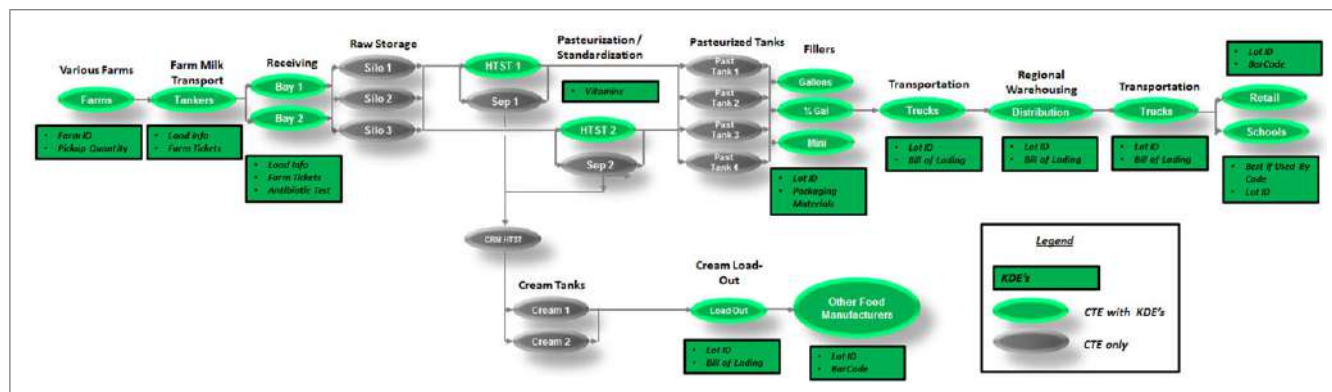 Various Farms
Farms
• Farm ID
• Pickup Quantity
Farm Milk
Transport
Tankers
• Load info
• Farm Tickets
Receiving
Bay 1
Bay 2
• Load Info
• Farm Tickets
• Antibiotic Test
Raw Storage
Silo 1
Silo 2
Silo 3
HTST 1
Sep 1
Pasteurization /
Standardization
• Vitamins
HTST 2
Sep 2
Pasteurized Tanks
Past
Tank 1
Past
Tank 2
Past
Tank 3
Past
Tank 4
Fillers
Gallons
½ Gal
Mini
• Lot ID
• Packaging
Materials
Transportation
Trucks
• Lot ID
• Bill of Lading
Regional
Warehousing
Distribution
• Lot ID
• Bill of Lading
Transportation
Trucks
• Lot ID
• Bill of Lading
• Lot ID
• BarCode
Retail
Schools
• Best if Used By
Code
• Lot ID
CRM HTST
Cream Tanks
Cream 1
Cream 2
Cream Load-
Out
Load Out
• Lot ID
• Bill of Lading
Other Food
Manufacturers
• Lot ID
• BarCode
Legend
KDE's
CTE with KDE's
CTE only